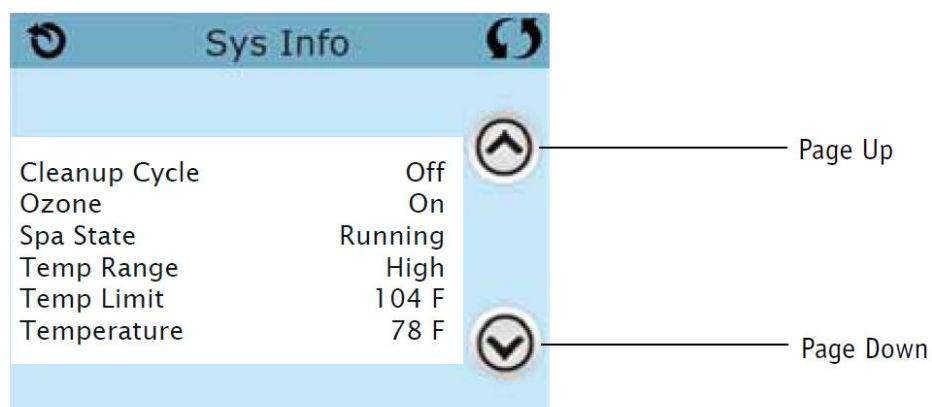 Sys Info
Page Up
Cleanup Cycle Off
Ozone On
Spa State Running
Temp Range High
Temp Limit 104 F
Temperature 78 F
Page Down